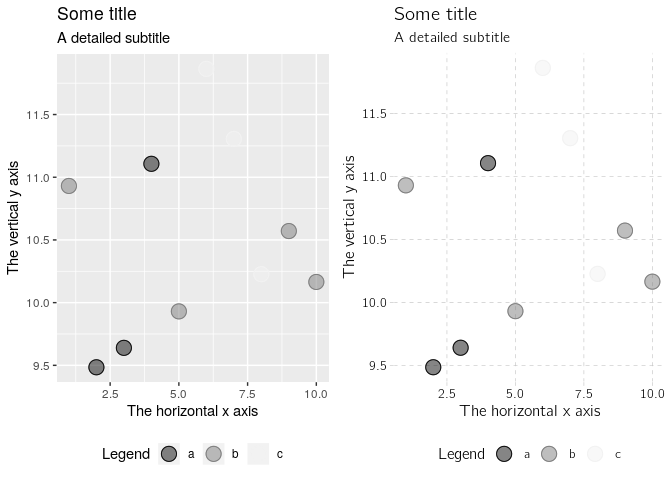 Some title
A detailed subtitle
11.5
11.0
10.5
10.0
9.5
The vertical y axis
2.5 5.0 7.5 10.0
The horizontal x axis
Legend a b c
Some title
A detailed subtitle
11.5
11.0
10.5
10.0
9.5
The vertical y axis
2.5 5.0 7.5 10.0
The horizontal x axis
Legend a b c